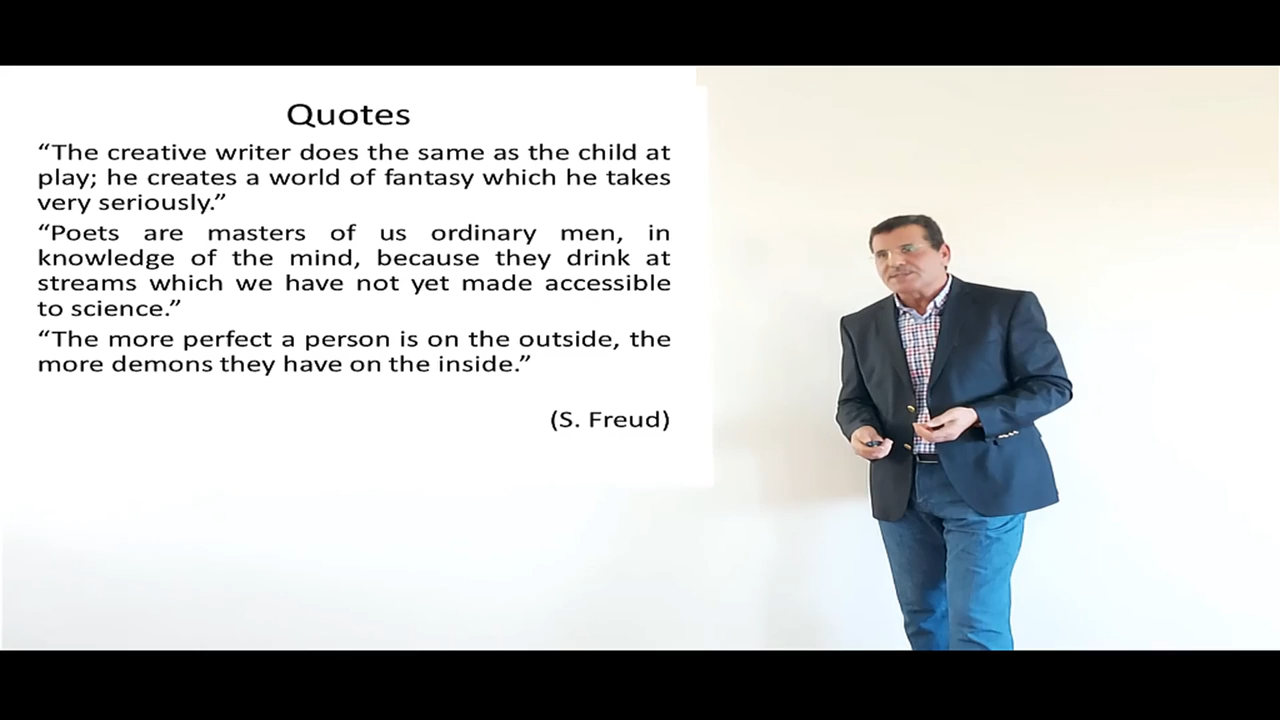 Quotes
“The creative writer does the same as the child at
play; he creates a world of fantasy which he takes
very seriously.”
“Poets are masters of us ordinary men, in
knowledge of the mind, because they drink at
streams which we have not yet made accessible
to science.”
“The more perfect a person is on the outside, the
more demons they have on the inside.”
(S. Freud)